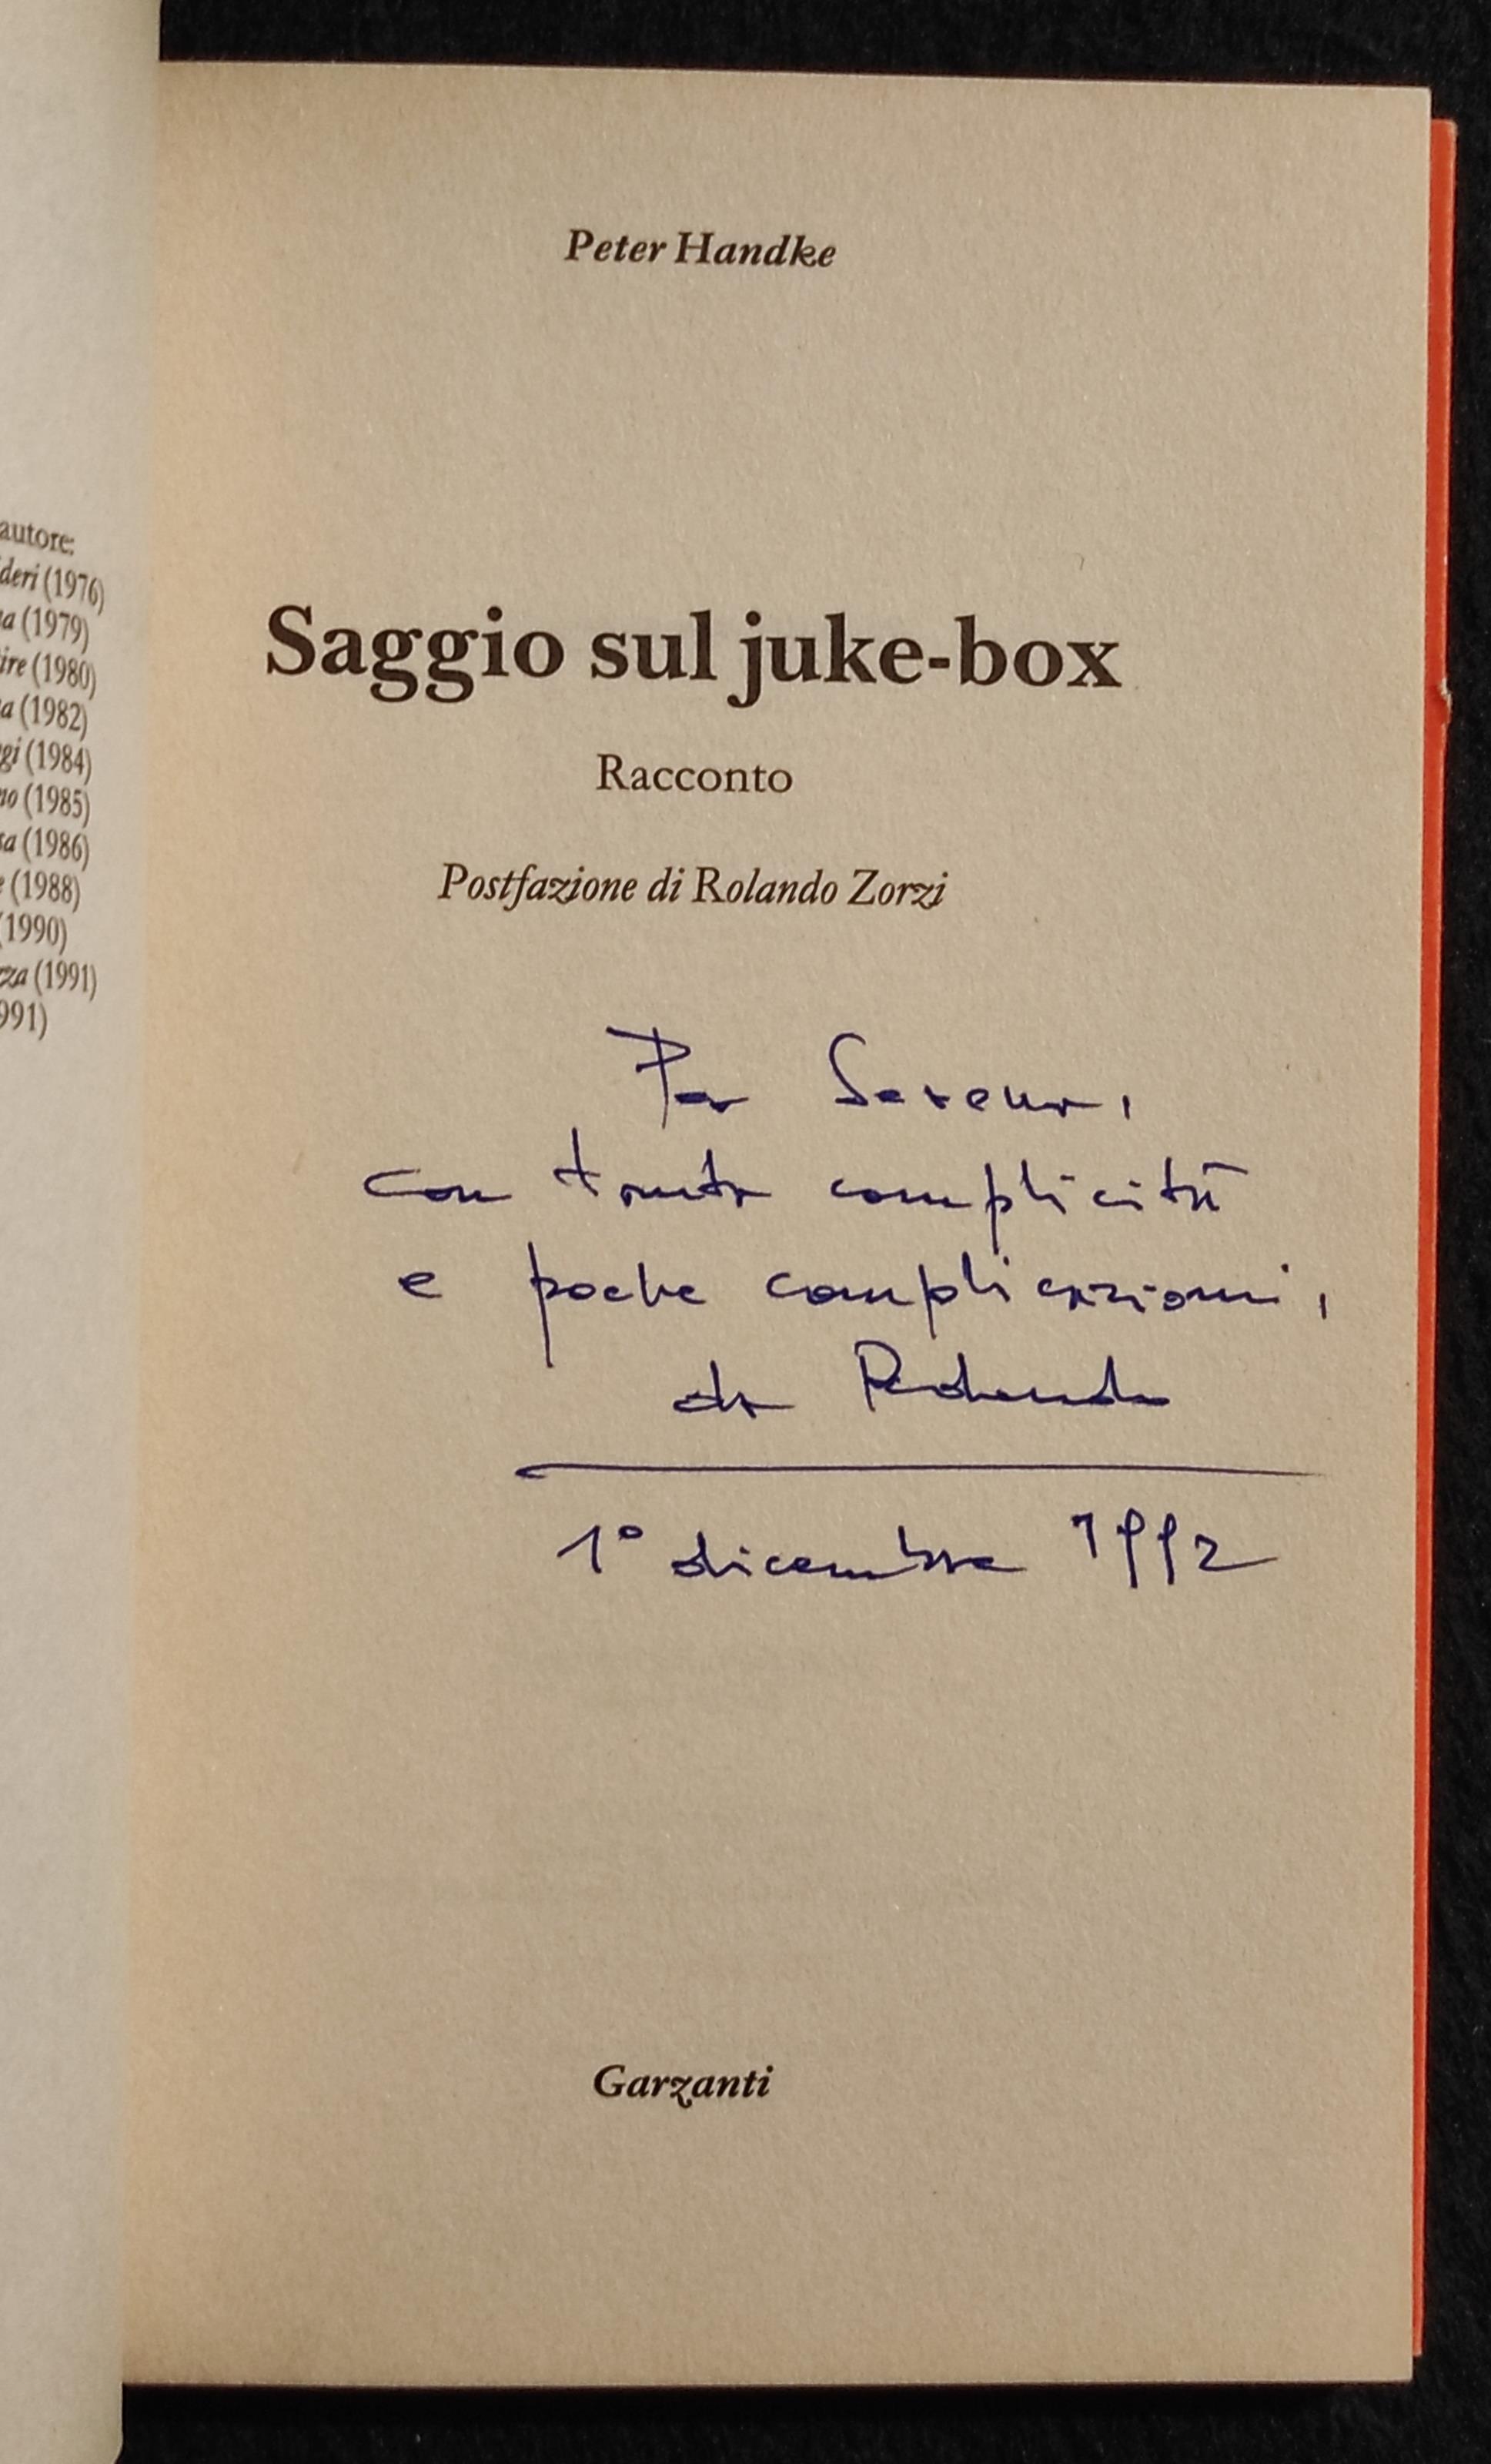 autore:
deri (1976)
a (1979)
ire (1980)
a (1982)
gi (1984)
no (1985)
sa (1986)
e (1988)
(1990)
zza (1991)
991)
Peter Handke
Saggio sul juke-box
Racconto
Postfazione di Rolando Zorzi
Per Serena,
con tanta complicità
e poche complicazioni,
da Rolando
1° dicembre 1992
Garzanti